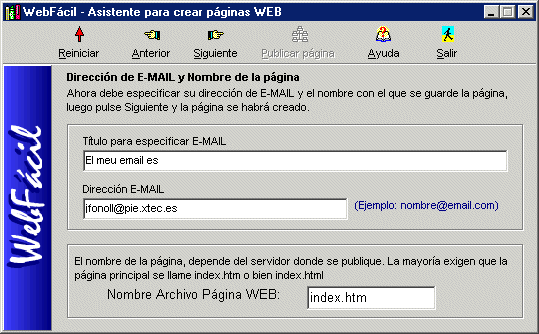 WebFácil - Asistente para crear páginas WEB
Reiniciar Anterior Siguiente Publicar página Ayuda Salir
WebFácil
Dirección de E-MAIL y Nombre de la página
Ahora debe especificar su dirección de E-MAIL y el nombre con el que se guarde la página,
luego pulse Siguiente y la página se habrá creado.
Título para especificar E-MAIL
El meu email es
Dirección E-MAIL
jfonoll@pie.xtec.es (Ejemplo: nombre@email.com)
El nombre de la página, depende del servidor donde se publique. La mayoría exigen que la
página principal se llame index.htm o bien index.html
Nombre Archivo Página WEB: index.htm